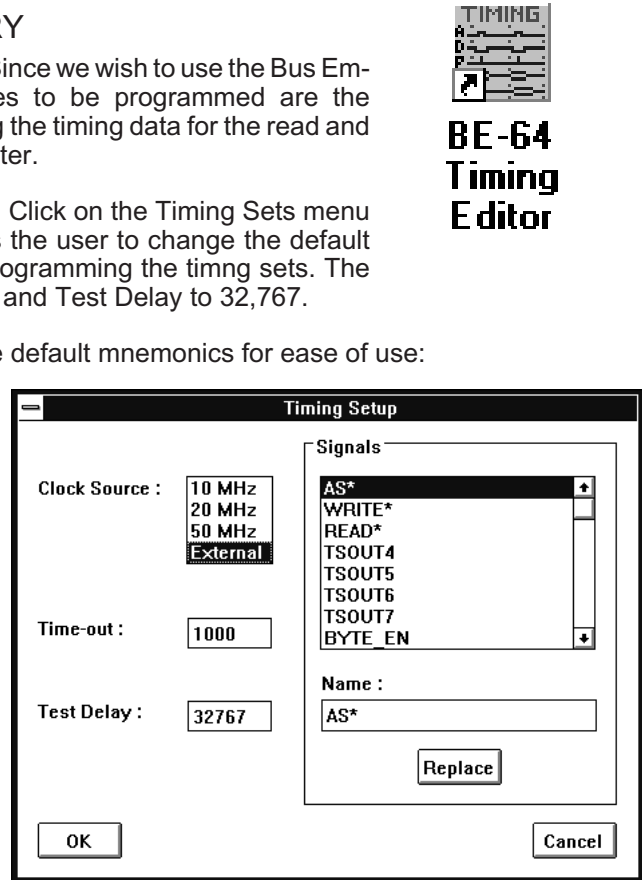 RY
Since we wish to use the Bus Em-
es to be programmed are the
g the timing data for the read and
ter.
Click on the Timing Sets menu
s the user to change the default
rogramming the timng sets. The
and Test Delay to 32,767.
e default mnemonics for ease of use:
TIMING
A
D
BE-64
Timing
Editor
Timing Setup
Clock Source :
10 MHz
20 MHz
50 MHz
External
Time-out :
1000
Test Delay :
32767
Signals
AS*
WRITE*
READ*
TSOUT4
TSOUT5
TSOUT6
TSOUT7
BYTE_EN
Name :
AS*
Replace
OK
Cancel